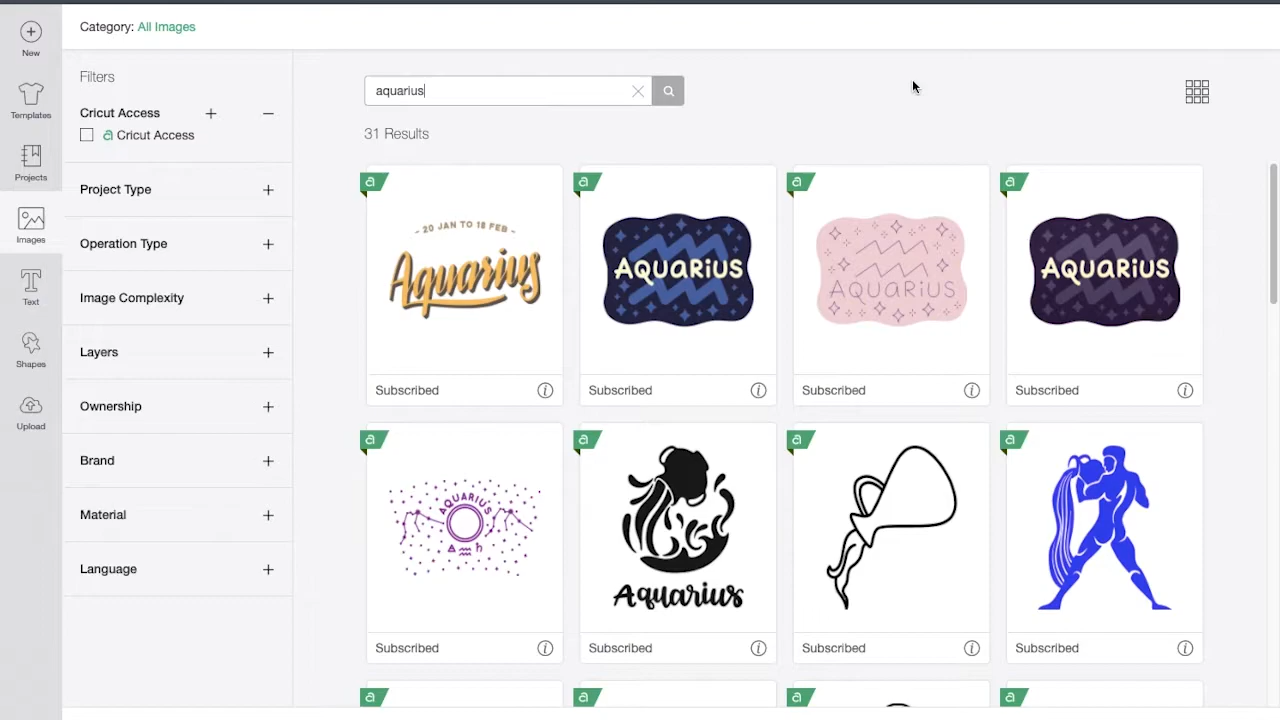 Category: All Images
New
Templates
Projects
Images
Text
Shapes
Upload
Filters
Cricut Access
a Cricut Access
Project Type
Operation Type
Image Complexity
Layers
Ownership
Brand
Material
Language
aquarius
31 Results
a
- 20 JAN TO 18 FEB -
Aquarius
Subscribed
a
AQUARIUS
Subscribed
a
AQUARIUS
Subscribed
a
AQUARIUS
Subscribed
a
AQUARIUS
Subscribed
a
Aquarius
Subscribed
a
Subscribed
a
Subscribed
a
a
a
a